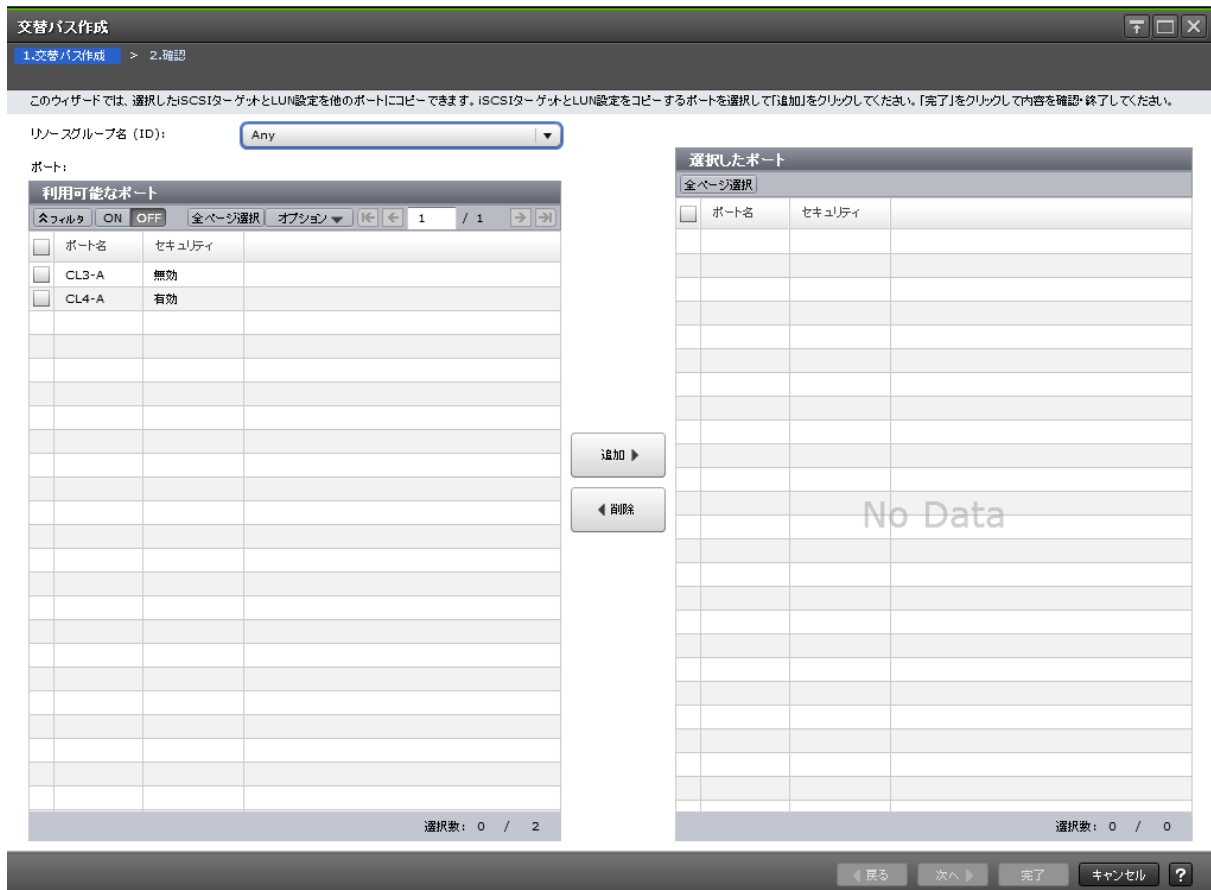 交替パス作成
1.交替パス作成 > 2.確認
このウィザードでは、選択したiSCSIターゲットとLUN設定を他のポートにコピーできます。iSCSIターゲットとLUN設定をコピーするポートを選択して「追加」をクリックしてください。「完了」をクリックして内容を確認・終了してください。
リソースグループ名 (ID): Any
ポート:
利用可能なポート
フィルタ ON OFF 全ページ選択 オプション 1 / 1
ポート名 セキュリティ
CL3-A 無効
CL4-A 有効
選択数: 0 / 2
追加
削除
選択したポート
全ページ選択
ポート名 セキュリティ
No Data
選択数: 0 / 0
戻る 次へ 完了 キャンセル ?